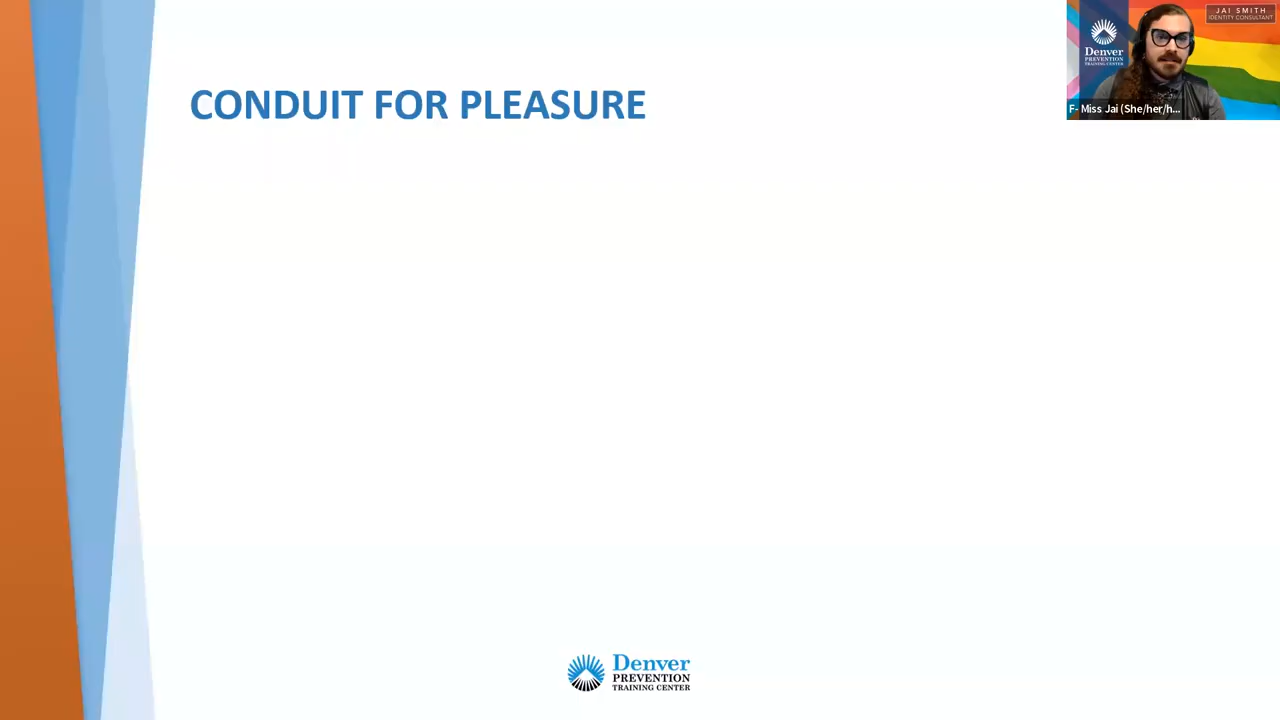 CONDUIT FOR PLEASURE
JAI SMITH
IDENTITY CONSULTANT
Denver
PREVENTION
TRAINING CENTER
F- Miss Jai (She/her/h...
Denver
PREVENTION
TRAINING CENTER